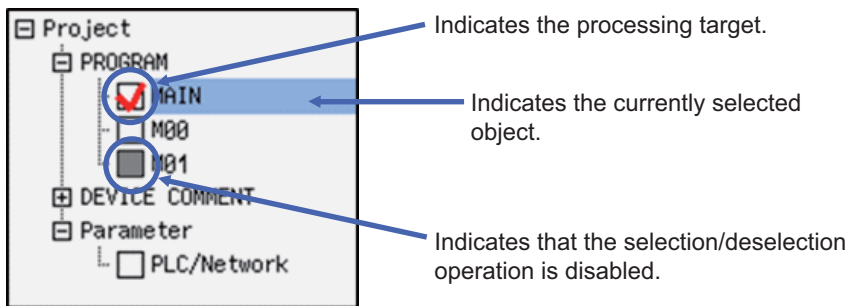 Project
PROGRAM
MAIN
M00
M01
DEVICE COMMENT
Parameter
PLC/Network
Indicates the processing target.
Indicates the currently selected
object.
Indicates that the selection/deselection
operation is disabled.